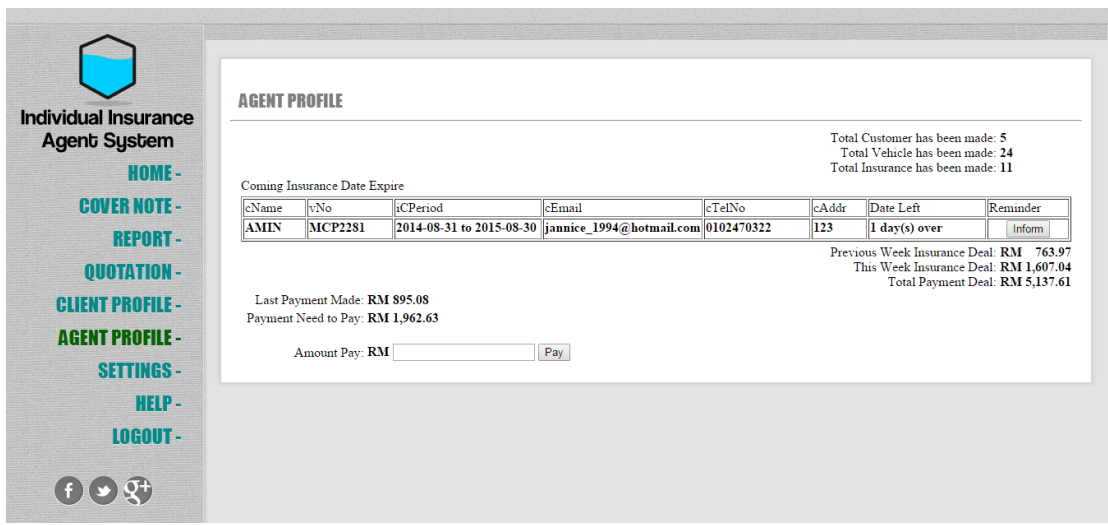 Individual Insurance
Agent System
HOME -
COVER NOTE -
REPORT -
QUOTATION -
CLIENT PROFILE -
AGENT PROFILE -
SETTINGS -
HELP -
LOGOUT -
f g+
AGENT PROFILE
Total Customer has been made: 5
Total Vehicle has been made: 24
Total Insurance has been made: 11
Coming Insurance Date Expire
cName vNo iCPeriod cEmail cTelNo cAddr Date Left Reminder
AMIN MCP2281 2014-08-31 to 2015-08-30 jannice_1994@hotmail.com 0102470322 123 1 day(s) over Inform
Previous Week Insurance Deal: RM 763.97
This Week Insurance Deal: RM 1,607.04
Total Payment Deal: RM 5,137.61
Last Payment Made: RM 895.08
Payment Need to Pay: RM 1,962.63
Amount Pay: RM Pay